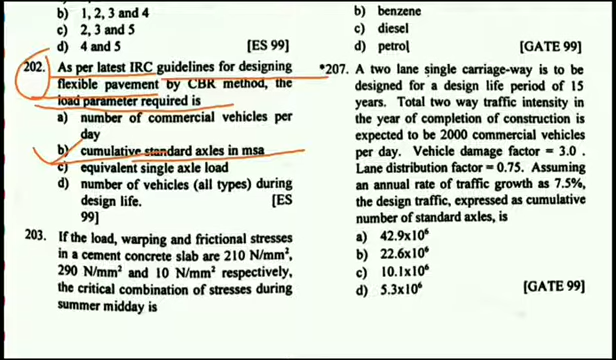 b) 1, 2, 3 and 4
c) 2, 3 and 5
d) 4 and 5 [ES 99]
202. As per latest IRC guidelines for designing
flexible pavement by CBR method, the
load parameter required is
a) number of commercial vehicles per
day
b) cumulative standard axles in msa
c) equivalent single axle load
d) number of vehicles (all types) during
design life. [ES
99]
203. If the load, warping and frictional stresses
in a cement concrete slab are 210 N/mm²,
290 N/mm² and 10 N/mm² respectively,
the critical combination of stresses during
summer midday is
b) benzene
c) diesel
d) petrol [GATE 99]
*207. A two lane single carriage-way is to be
designed for a design life period of 15
years. Total two way traffic intensity in
the year of completion of construction is
expected to be 2000 commercial vehicles
per day. Vehicle damage factor = 3.0 .
Lane distribution factor = 0.75. Assuming
an annual rate of traffic growth as 7.5%,
the design traffic, expressed as cumulative
number of standard axles, is
a) 42.9x10⁶
b) 22.6x10⁶
c) 10.1x10⁶
d) 5.3x10⁶ [GATE 99]